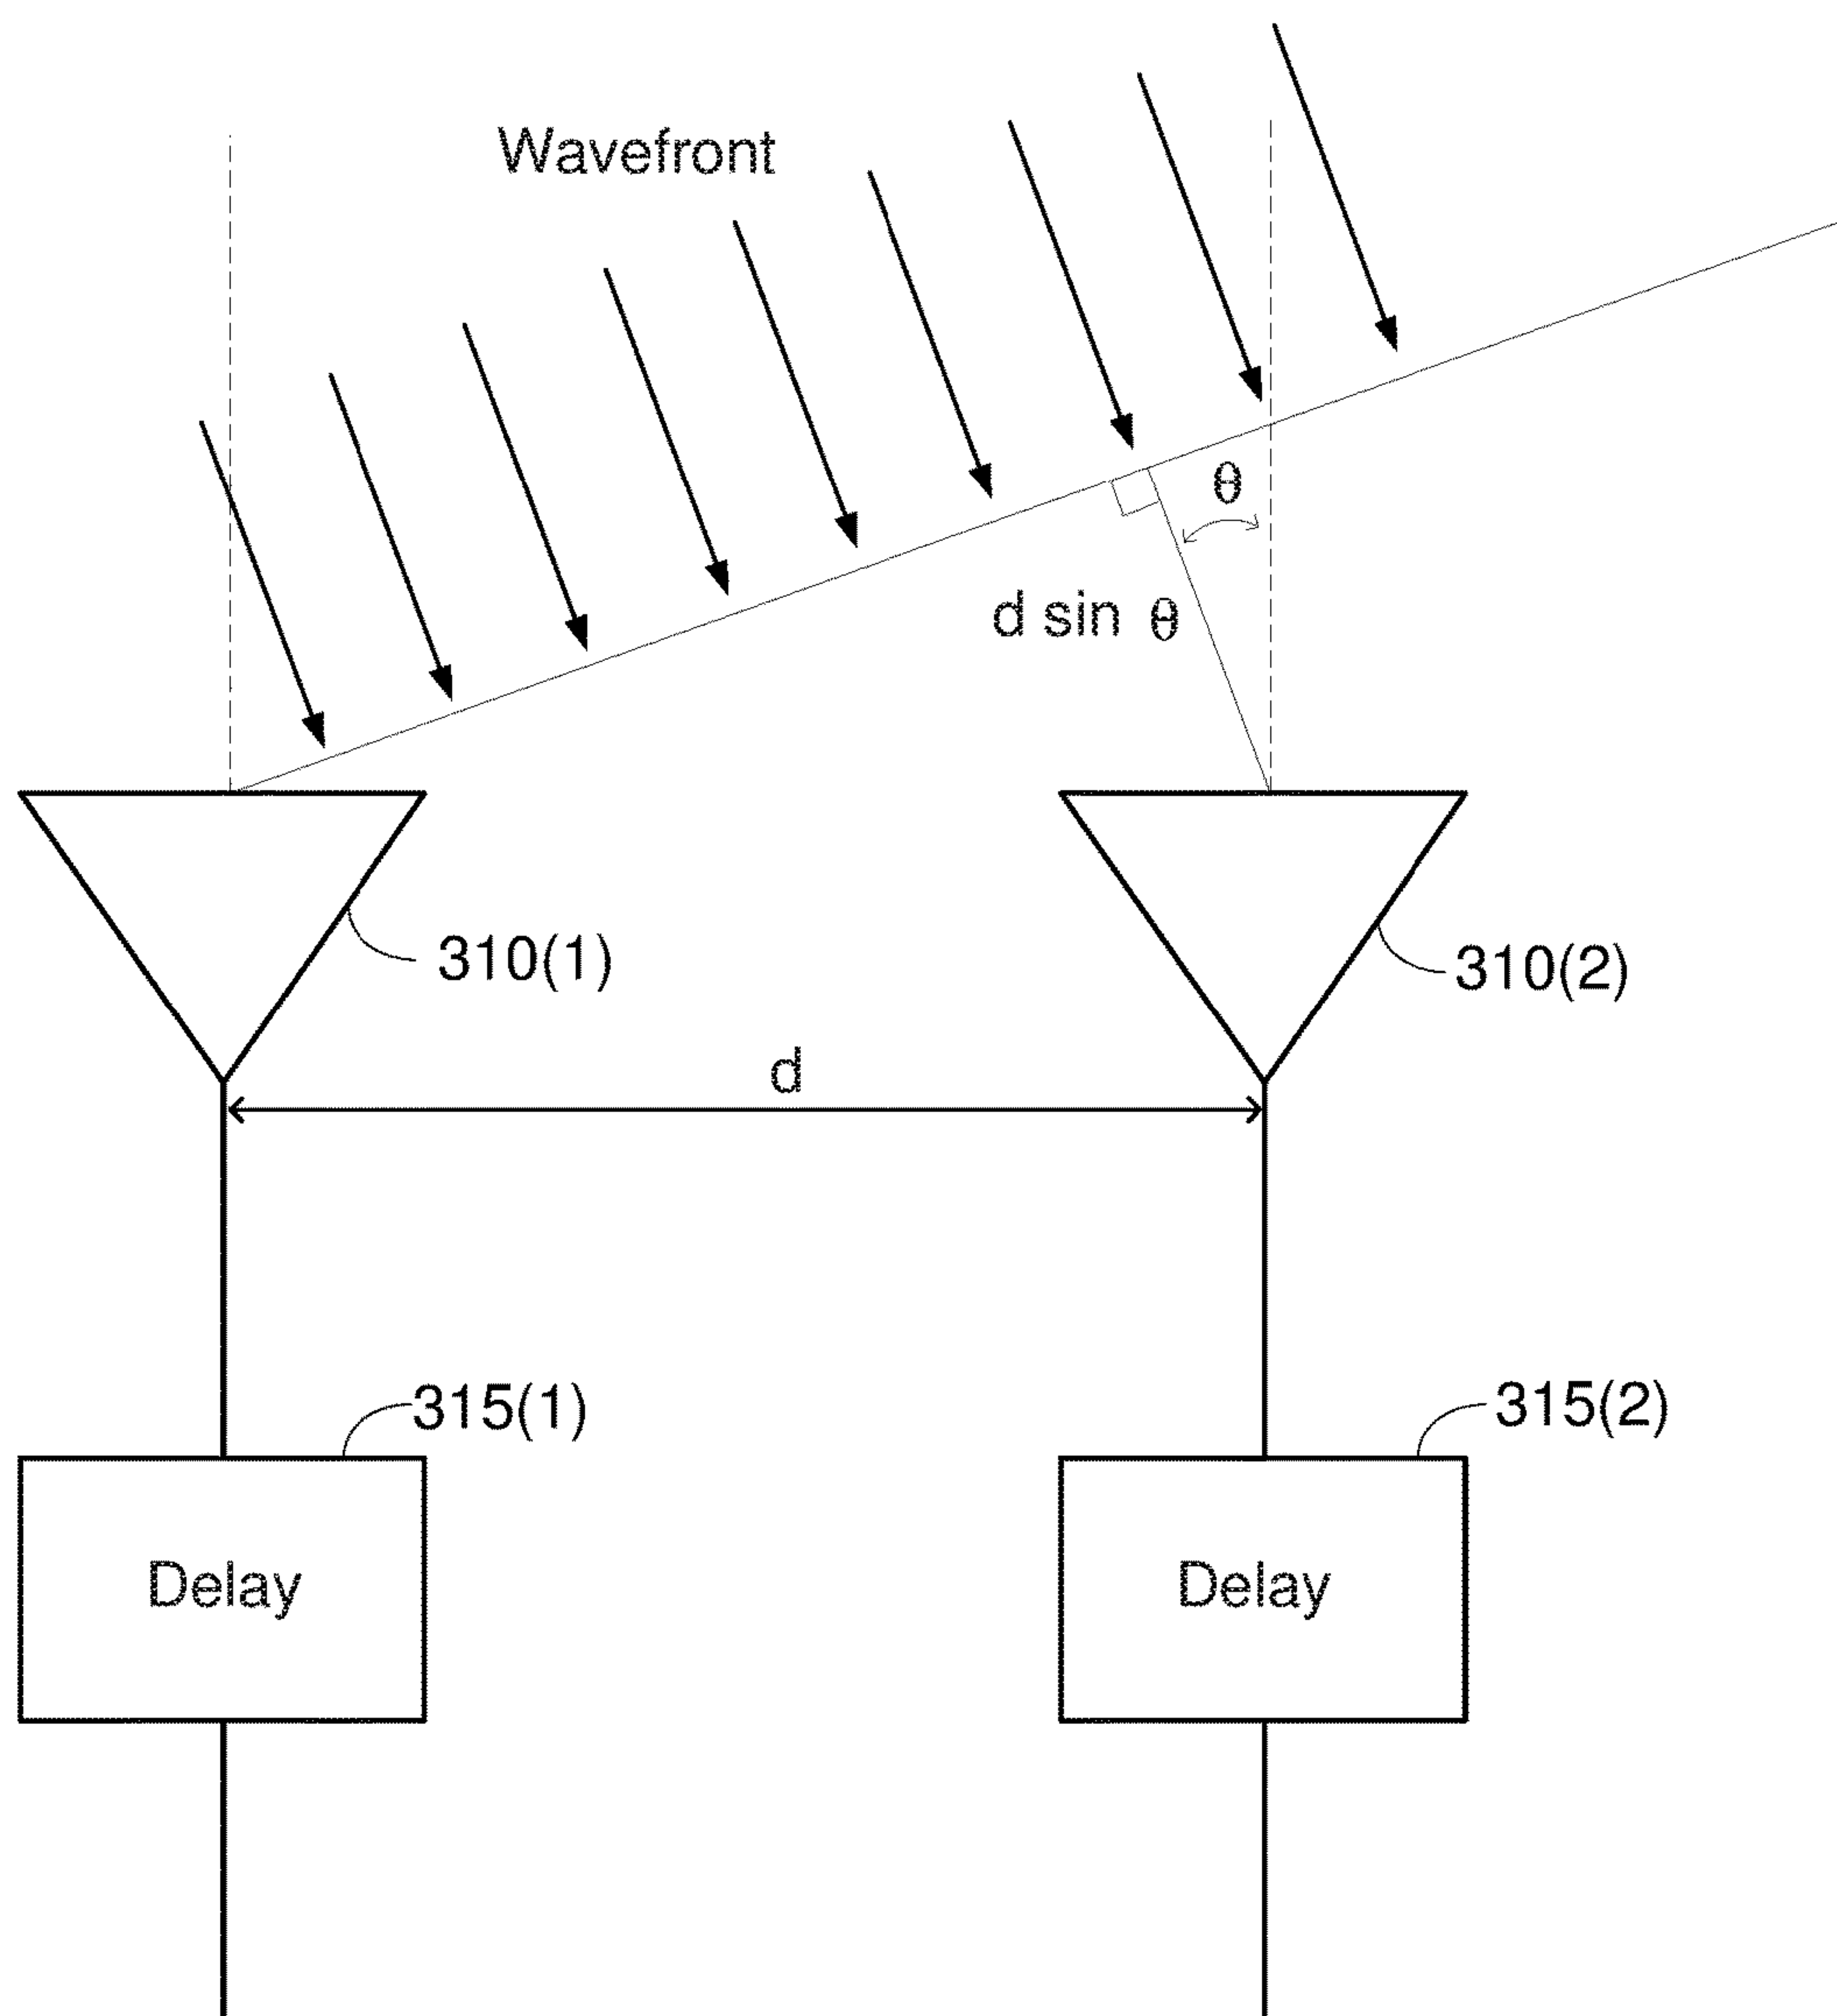 Wavefront
θ
d sin θ
310(1)
310(2)
d
315(1)
315(2)
Delay
Delay